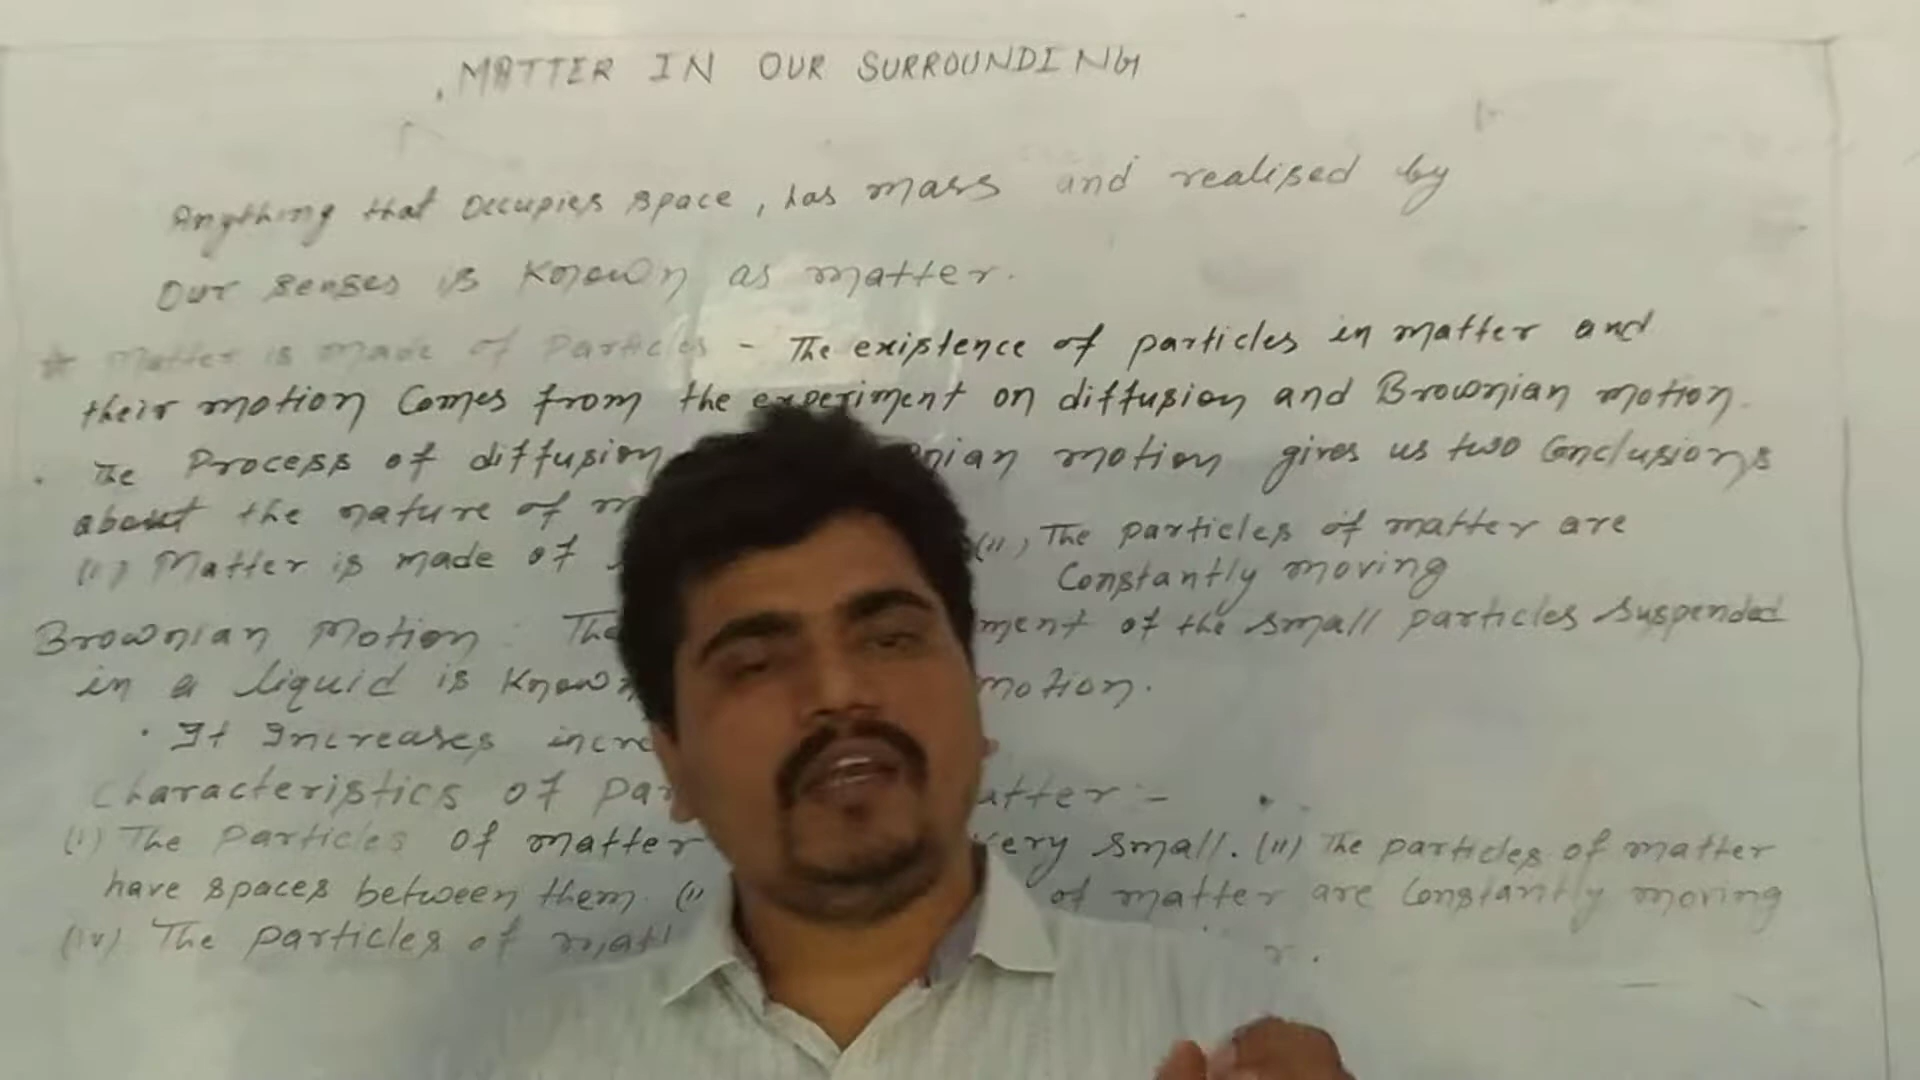 MATTER IN OUR SURROUNDING
Anything that occupies space, has mass and realised by
our senses is known as matter.
* Matter is made of Particles - The existence of particles in matter and
their motion Comes from the experiment on diffusion and Brownian motion.
. The Process of diffusion motion gives us two Conclusions
about the nature of
(i) Matter is made of (ii) The particles of matter are
Constantly moving
Brownian Motion : of the small particles suspended
in a liquid is known motion.
. It Increases
Characteristics of :-
(i) The Particles of matter very small. (ii) The particles of matter
have spaces between them. of matter are Constantly moving
(iv) The particles of